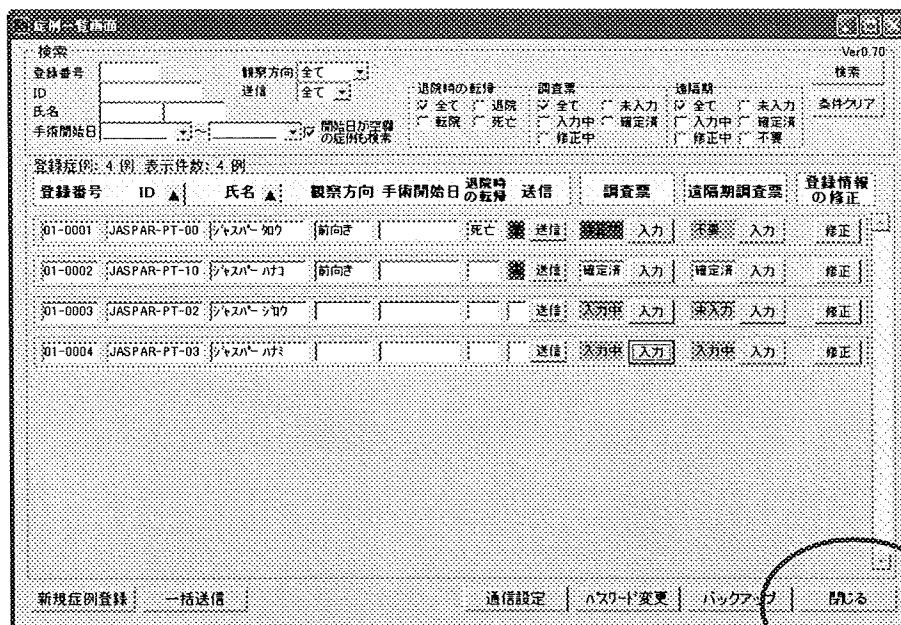 症例一覧画面
検索
Ver0.70
登録番号
観察方向 全て
検索
ID
送信 全て
退院時の転帰
調査票
遠隔期
氏名
全て 退院
全て 未入力
全て 未入力
条件クリア
転院 死亡
入力中 確定済
入力中 確定済
手術開始日 ～
開始日が空欄
の症例も検索
修正中
修正中 不要
登録症例: 4 例 表示件数: 4 例
登録番号 ID ▲ 氏名 ▲ 観察方向 手術開始日 退院時の転帰 送信 調査票 遠隔期調査票 登録情報の修正
01-0001 JASPAR-PT-00 ジャスパー タロウ 前向き 死亡 送信 入力 不要 入力 修正
01-0002 JASPAR-PT-10 ジャスパー ハナコ 前向き 送信 確定済 入力 確定済 入力 修正
01-0003 JASPAR-PT-02 ジャスパー ジロウ 送信 入力中 入力 未入力 入力 修正
01-0004 JASPAR-PT-03 ジャスパー ハナミ 送信 入力中 入力 入力中 入力 修正
新規症例登録 一括送信 通信設定 パスワード変更 バックアップ 閉じる